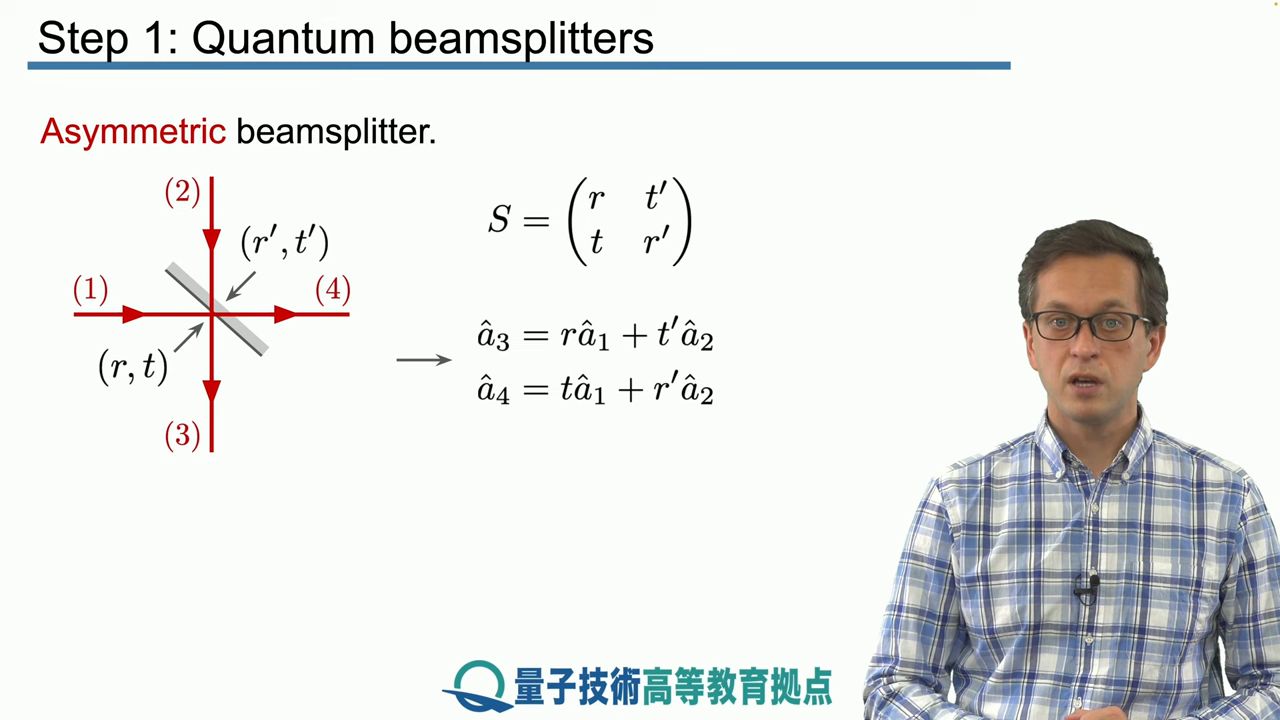 Step 1: Quantum beamsplitters
Asymmetric beamsplitter.
(2)
(r′, t′)
(1)
(4)
(r, t)
(3)
S = (r t′
t r′)
→
â₃ = râ₁ + t′â₂
â₄ = tâ₁ + r′â₂
量子技術高等教育拠点